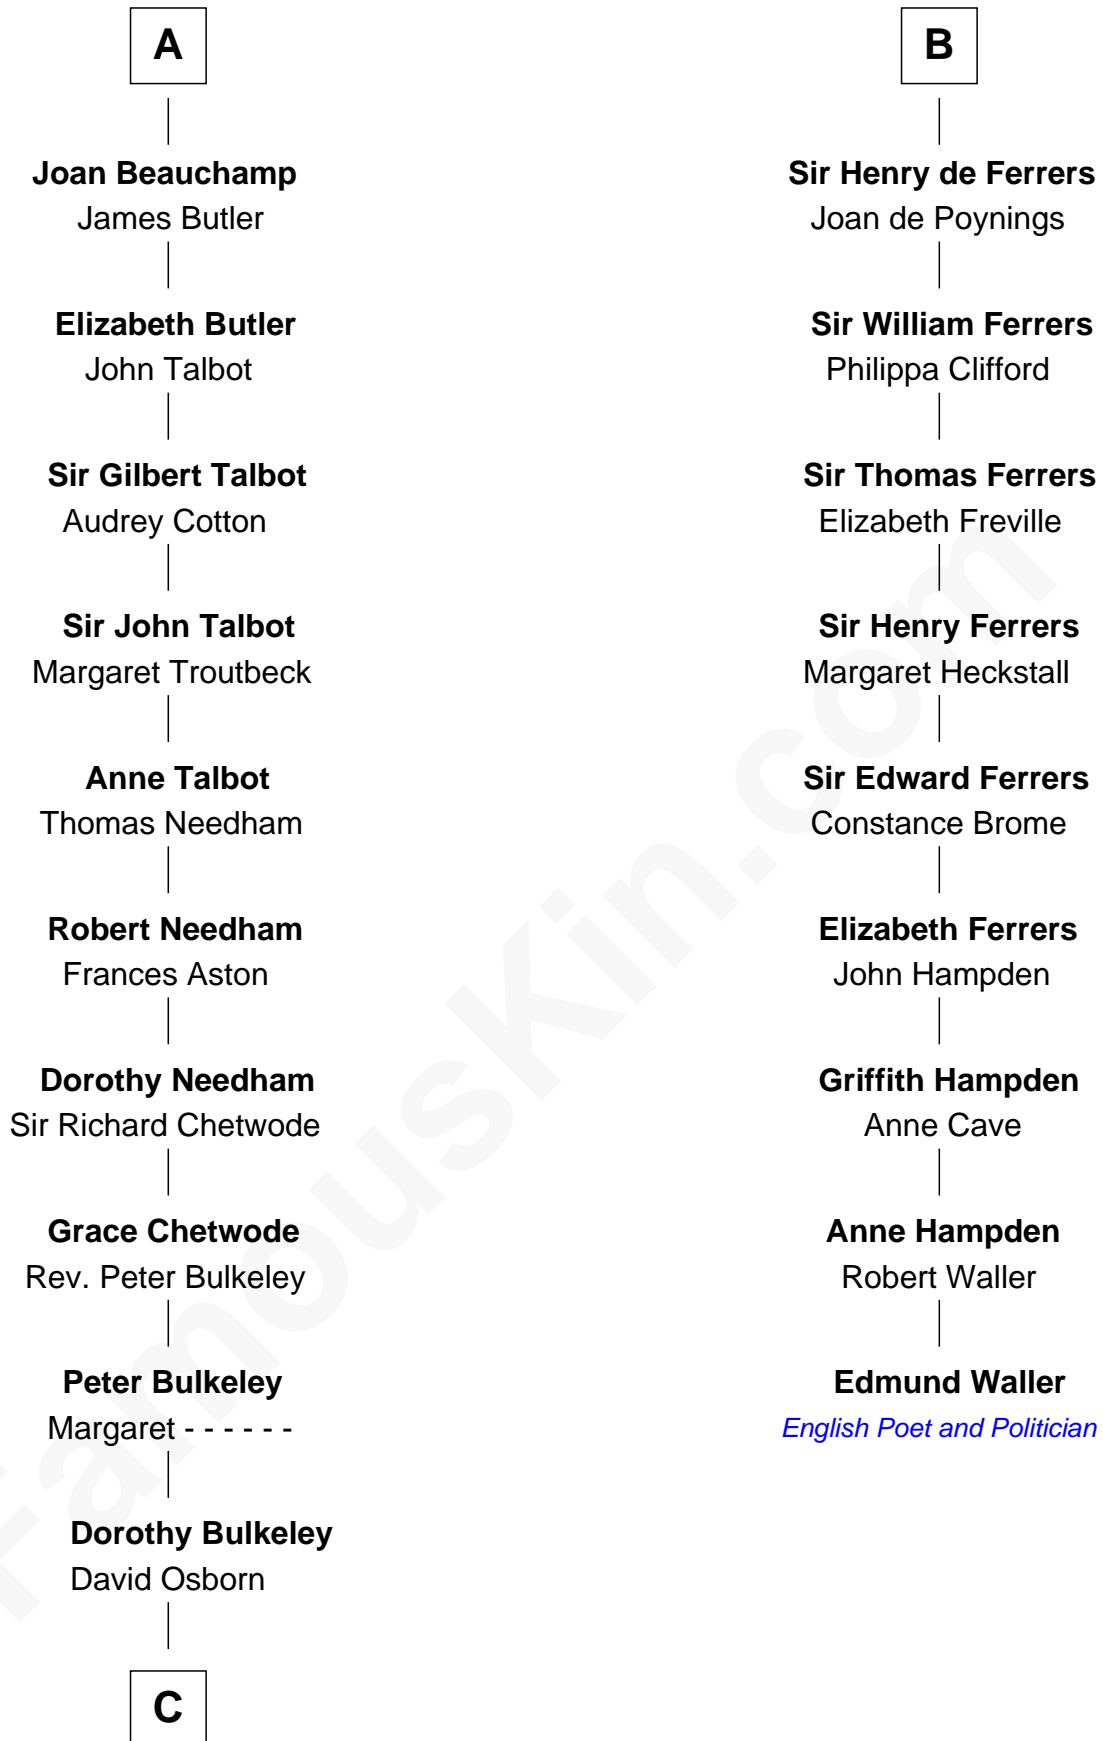 A
Joan Beauchamp
James Butler
Elizabeth Butler
John Talbot
Sir Gilbert Talbot
Audrey Cotton
Sir John Talbot
Margaret Troutbeck
Anne Talbot
Thomas Needham
Robert Needham
Frances Aston
Dorothy Needham
Sir Richard Chetwode
Grace Chetwode
Rev. Peter Bulkeley
Peter Bulkeley
Margaret - - - - - -
Dorothy Bulkeley
David Osborn
C
B
Sir Henry de Ferrers
Joan de Poynings
Sir William Ferrers
Philippa Clifford
Sir Thomas Ferrers
Elizabeth Freville
Sir Henry Ferrers
Margaret Heckstall
Sir Edward Ferrers
Constance Brome
Elizabeth Ferrers
John Hampden
Griffith Hampden
Anne Cave
Anne Hampden
Robert Waller
Edmund Waller
English Poet and Politician
FamousKin.com